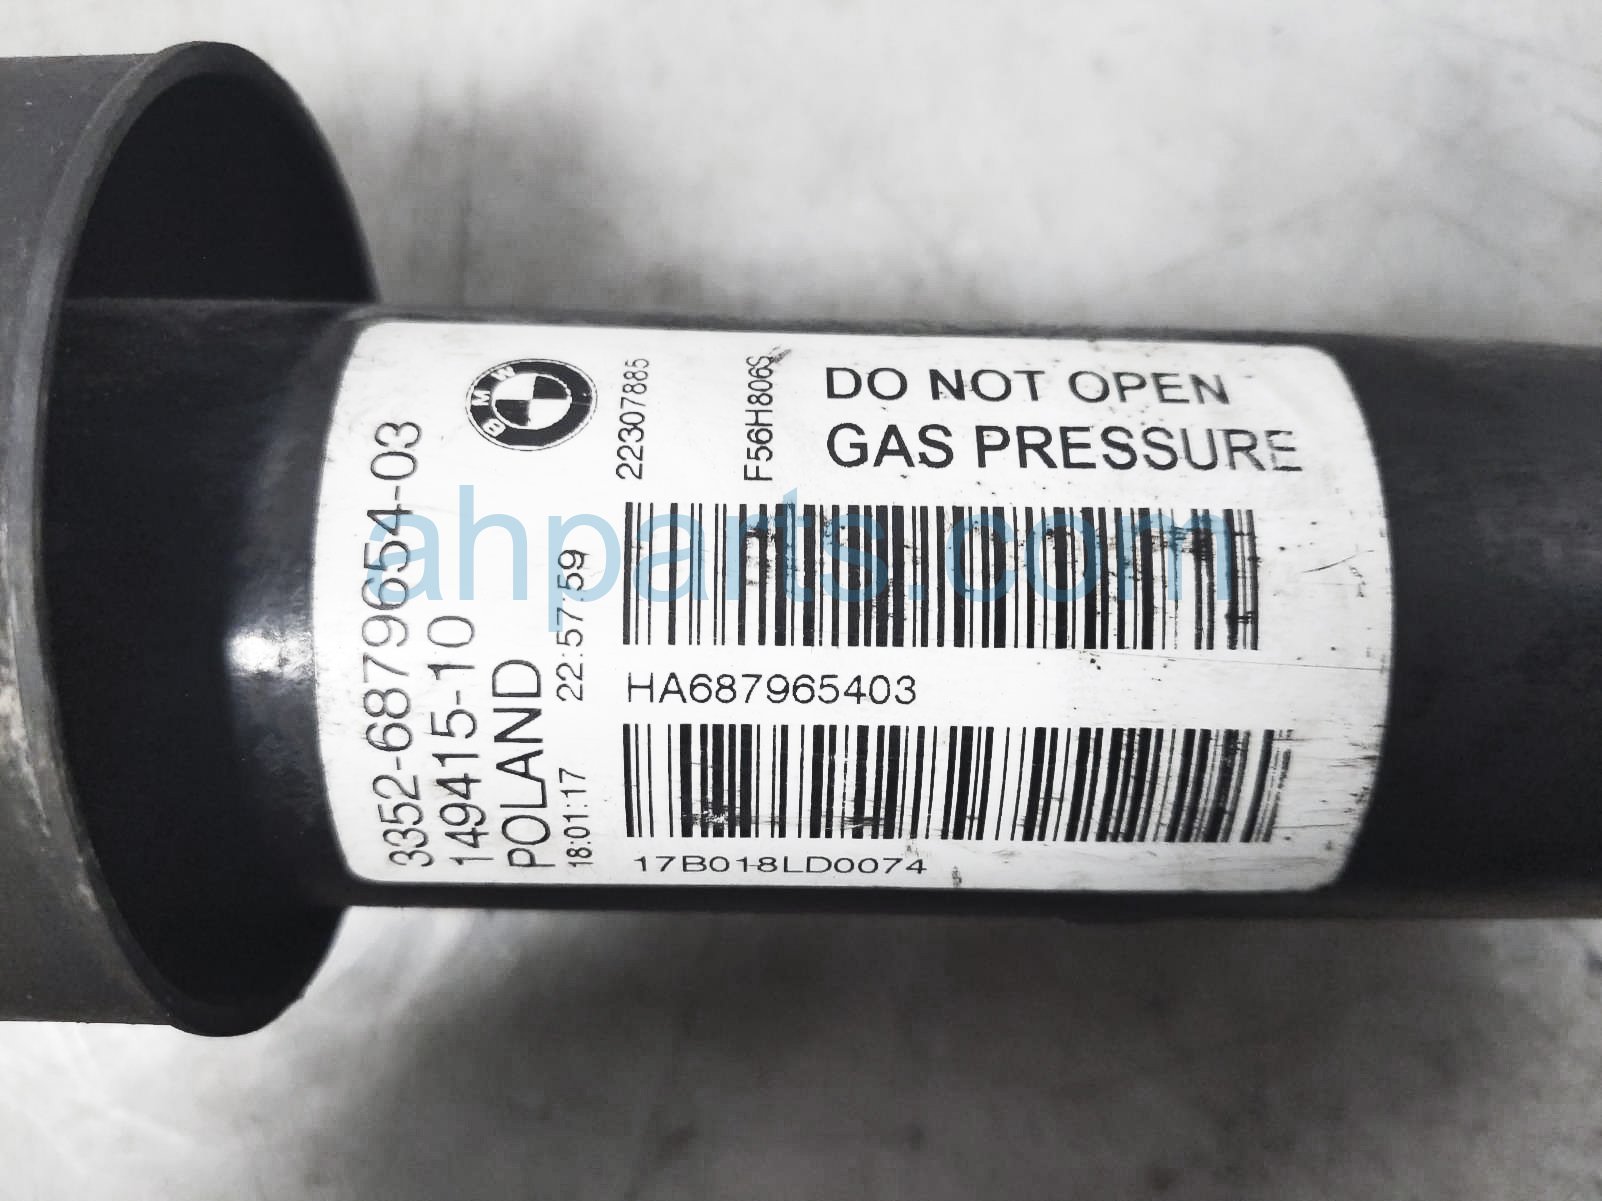 3352-6879654-03
149415-10
POLAND
18:01:17 22:57:59
BMW
22307885
F56H806S
DO NOT OPEN
GAS PRESSURE
HA687965403
17B018LD0074
ahparts.com